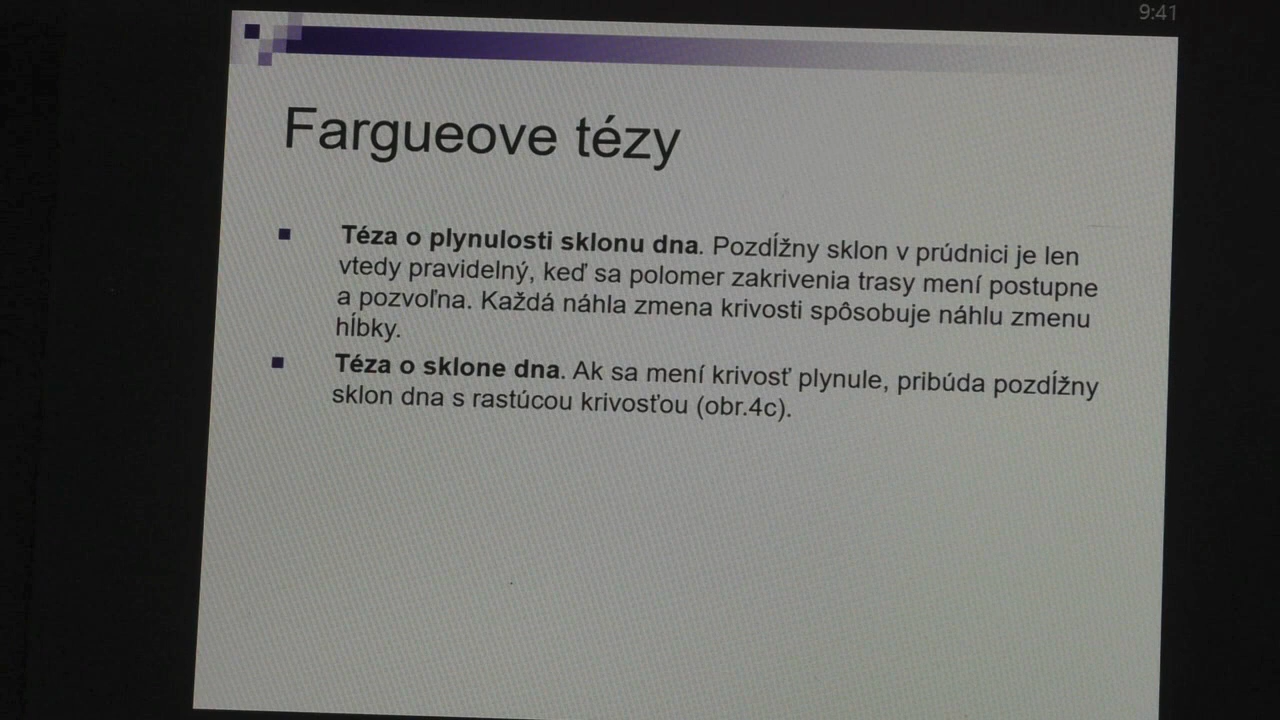 9:41
Fargueove tézy
Téza o plynulosti sklonu dna. Pozdĺžny sklon v prúdnici je len
vtedy pravidelný, keď sa polomer zakrivenia trasy mení postupne
a pozvoľna. Každá náhla zmena krivosti spôsobuje náhlu zmenu
hĺbky.
Téza o sklone dna. Ak sa mení krivosť plynule, pribúda pozdĺžny
sklon dna s rastúcou krivosťou (obr.4c).